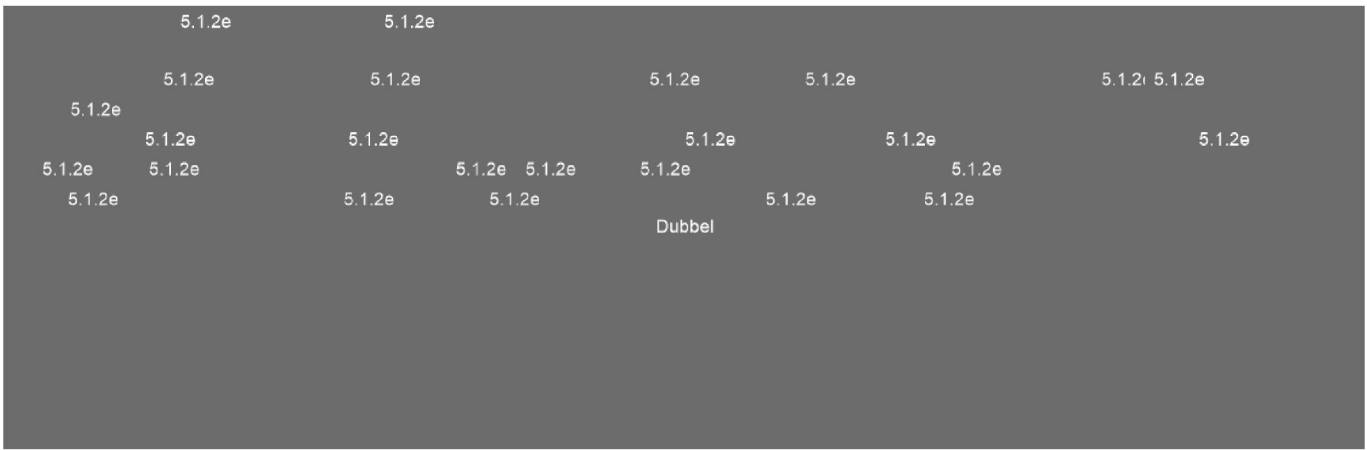 5.1.2e 5.1.2e
5.1.2e 5.1.2e 5.1.2e 5.1.2e 5.1.2 5.1.2e
5.1.2e
5.1.2e 5.1.2e 5.1.2e 5.1.2e 5.1.2e
5.1.2e 5.1.2e 5.1.2e 5.1.2e 5.1.2e 5.1.2e
5.1.2e 5.1.2e 5.1.2e 5.1.2e 5.1.2e
Dubbel